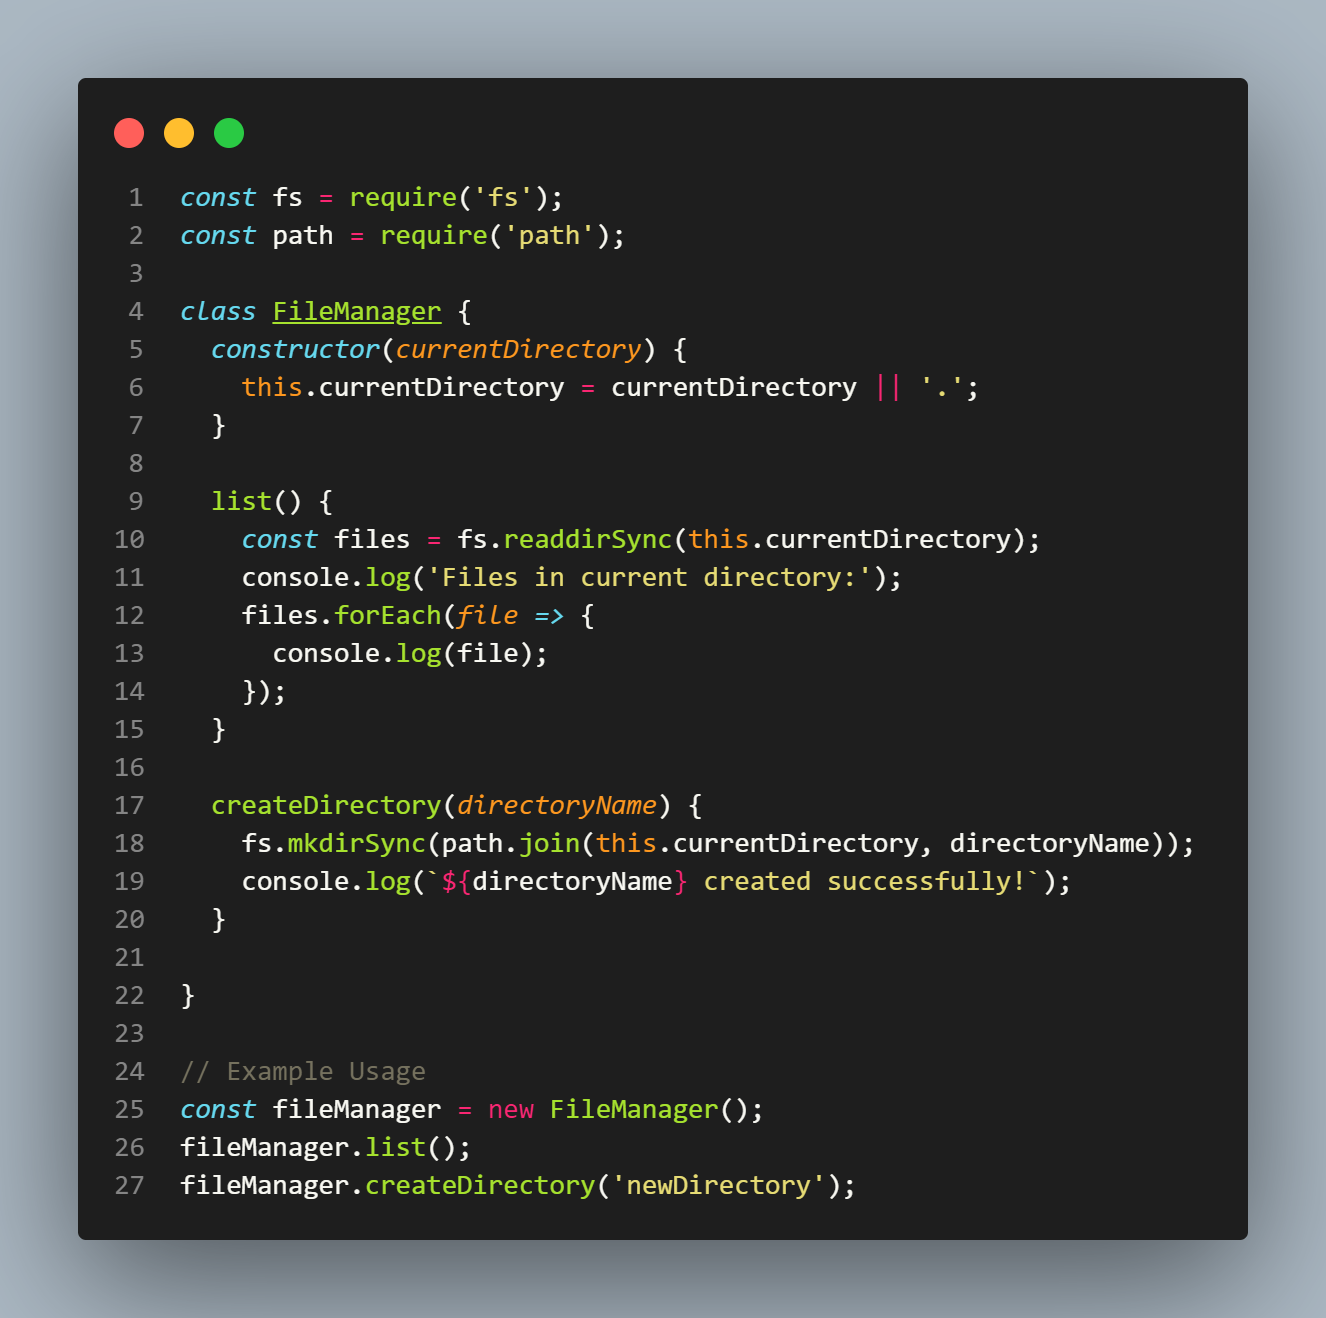 1 const fs = require('fs');
2 const path = require('path');
3
4 class FileManager {
5   constructor(currentDirectory) {
6     this.currentDirectory = currentDirectory || '.';
7   }
8
9   list() {
10     const files = fs.readdirSync(this.currentDirectory);
11     console.log('Files in current directory:');
12     files.forEach(file => {
13       console.log(file);
14     });
15   }
16
17   createDirectory(directoryName) {
18     fs.mkdirSync(path.join(this.currentDirectory, directoryName));
19     console.log(`${directoryName} created successfully!`);
20   }
21
22 }
23
24 // Example Usage
25 const fileManager = new FileManager();
26 fileManager.list();
27 fileManager.createDirectory('newDirectory');